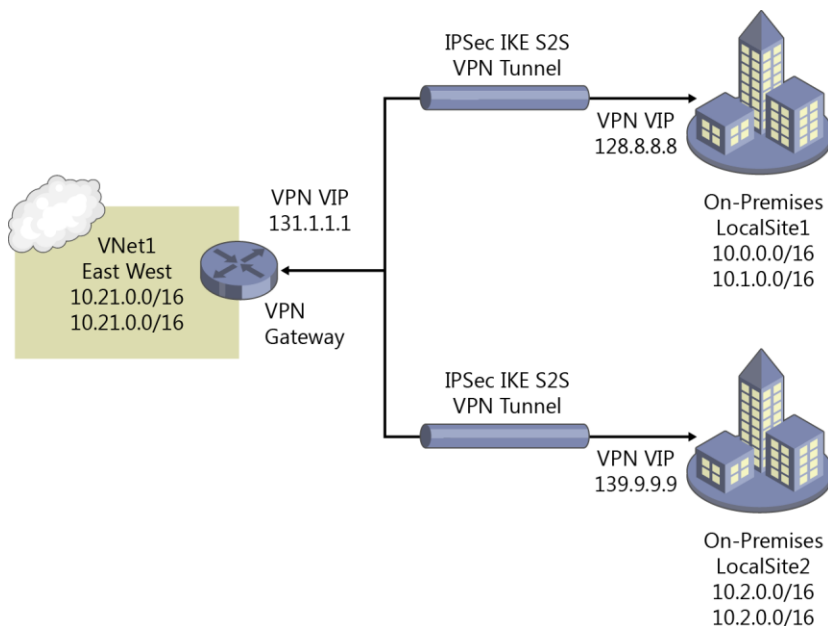 IPSec IKE S2S
VPN Tunnel
VPN VIP
128.8.8.8
On-Premises
LocalSite1
10.0.0.0/16
10.1.0.0/16
VPN VIP
131.1.1.1
VNet1
East West
10.21.0.0/16
10.21.0.0/16
VPN
Gateway
IPSec IKE S2S
VPN Tunnel
VPN VIP
139.9.9.9
On-Premises
LocalSite2
10.2.0.0/16
10.2.0.0/16